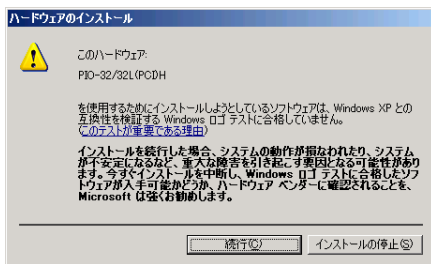 ハードウェアのインストール
このハードウェア:
PIO-32/32L(PCI)H
を使用するためにインストールしようとしているソフトウェアは、Windows XP との
互換性を検証する Windows ロゴ テストに合格していません。
(このテストが重要である理由)
インストールを続行した場合、システムの動作が損なわれたり、システム
が不安定になるなど、重大な障害を引き起こす要因となる可能性があり
ます。今すぐインストールを中断し、Windows ロゴ テストに合格したソフ
トウェアが入手可能かどうか、ハードウェア ベンダーに確認されることを、
Microsoft は強くお勧めします。
続行(C)
インストールの停止(S)